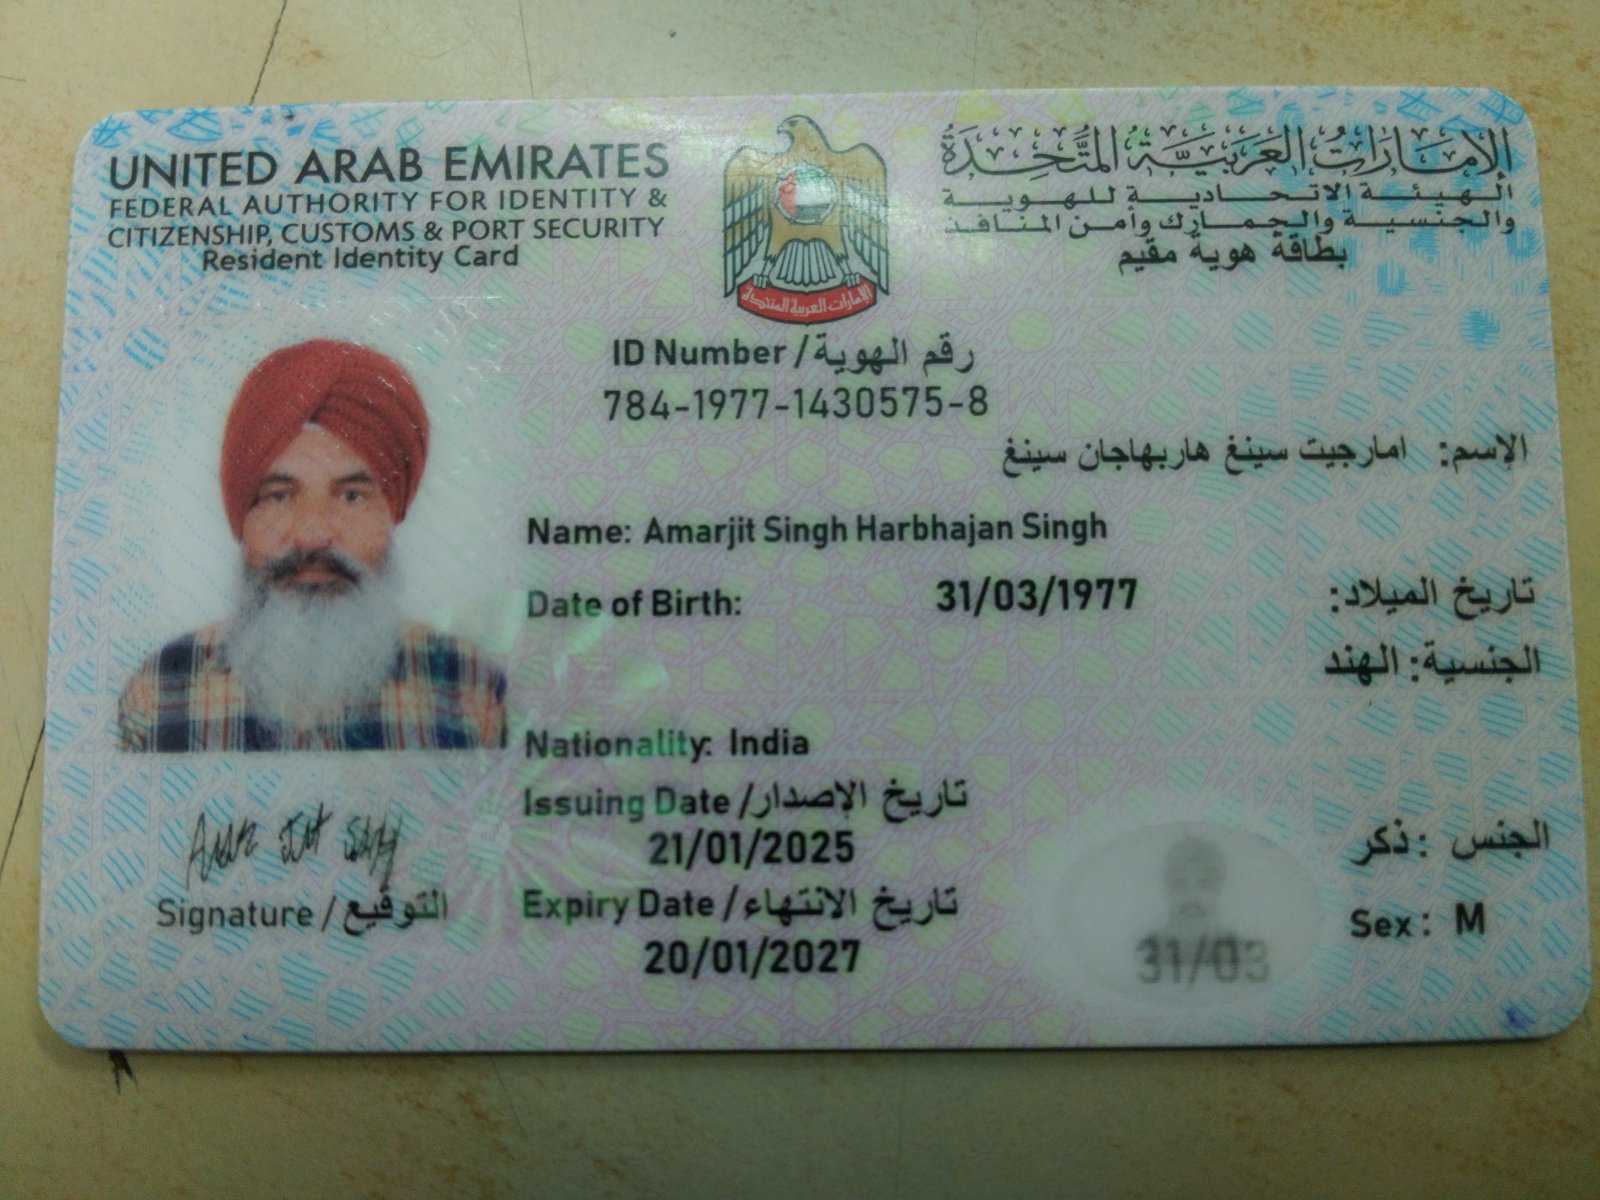 UNITED ARAB EMIRATES
FEDERAL AUTHORITY FOR IDENTITY &
CITIZENSHIP, CUSTOMS & PORT SECURITY
Resident Identity Card
الإمارات العربية المتحدة
الهيئة الاتحادية للهوية
والجنسية والجمارك وأمن المنافذ
بطاقة هوية مقيم
الإمارات العربية المتحدة
ID Number / رقم الهوية
784-1977-1430575-8
الإسم: امارجيت سينغ هاربهاجان سينغ
Name: Amarjit Singh Harbhajan Singh
Date of Birth: 31/03/1977 تاريخ الميلاد:
الجنسية: الهند
Nationality: India
Issuing Date / تاريخ الإصدار
21/01/2025
Expiry Date / تاريخ الانتهاء
20/01/2027
الجنس : ذكر
Sex : M
31/03
Signature / التوقيع